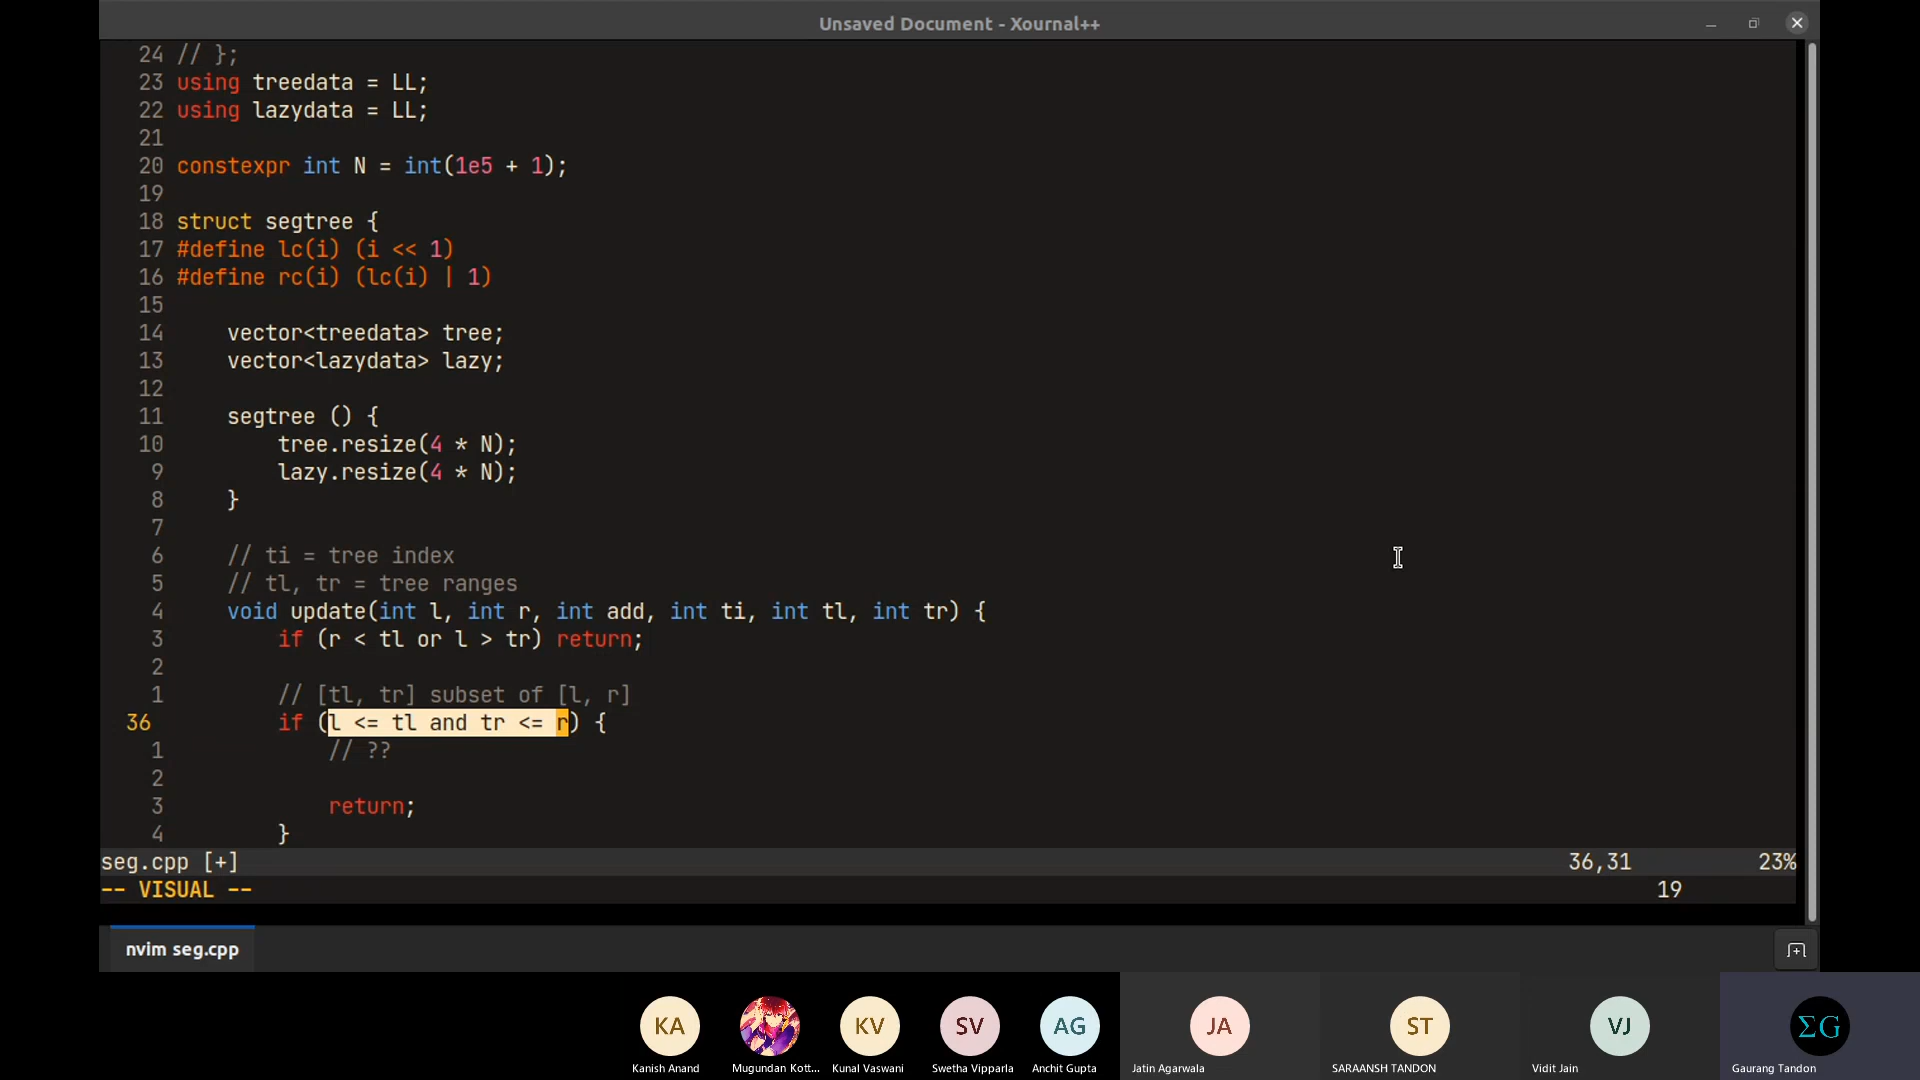 Unsaved Document - Xournal++
24 // };
23 using treedata = LL;
22 using lazydata = LL;
21
20 constexpr int N = int(1e5 + 1);
19
18 struct segtree {
17 #define lc(i) (i << 1)
16 #define rc(i) (lc(i) | 1)
15
14 vector<treedata> tree;
13 vector<lazydata> lazy;
12
11 segtree () {
10 tree.resize(4 * N);
9 lazy.resize(4 * N);
8 }
7
6 // ti = tree index
5 // tl, tr = tree ranges
4 void update(int l, int r, int add, int ti, int tl, int tr) {
3 if (r < tl or l > tr) return;
2
1 // [tl, tr] subset of [l, r]
36 if (l <= tl and tr <= r) {
1 // ??
2
3 return;
4 }
seg.cpp [+] 36,31 23%
-- VISUAL -- 19
nvim seg.cpp
KA KV SV AG JA ST VJ ΣG
Kanish Anand Mugundan Kott... Kunal Vaswani Swetha Vipparla Anchit Gupta Jatin Agarwala SARAANSH TANDON Vidit Jain Gaurang Tandon